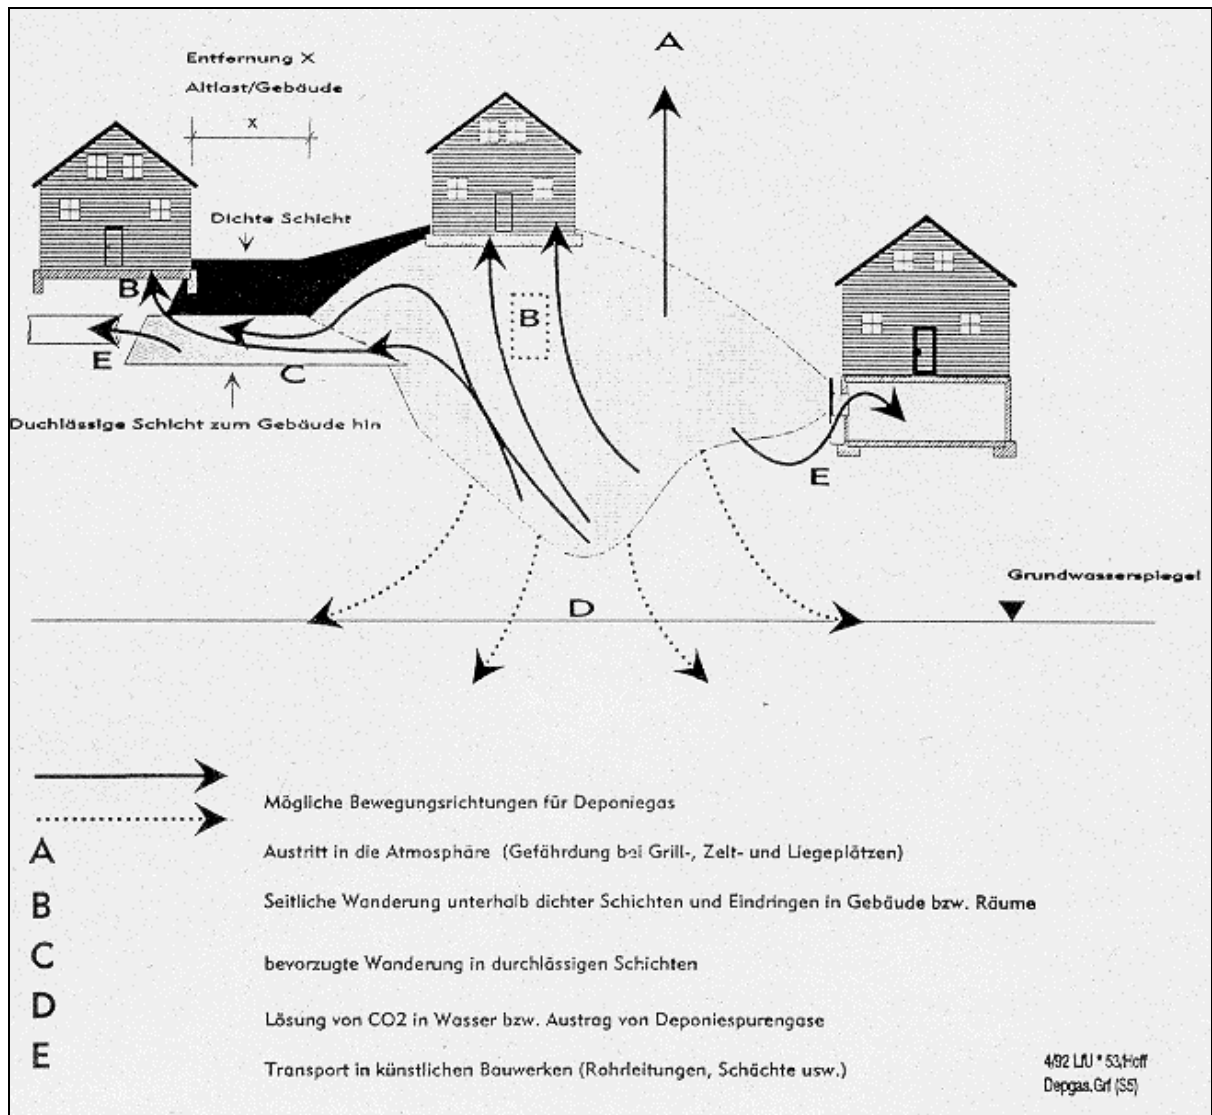 A
Entfernung X
Altlast/Gebäude
x
Dichte Schicht
B
B
E
C
Duchlässige Schicht zum Gebäude hin
E
Grundwasserspiegel
D
Mögliche Bewegungsrichtungen für Deponiegas
A Austritt in die Atmosphäre (Gefährdung bei Grill-, Zelt- und Liegeplätzen)
B Seitliche Wanderung unterhalb dichter Schichten und Eindringen in Gebäude bzw. Räume
C bevorzugte Wanderung in durchlässigen Schichten
D Lösung von CO2 in Wasser bzw. Austrag von Deponiespurengase
E Transport in künstlichen Bauwerken (Rohrleitungen, Schächte usw.)
4/92 LfU * 53/Hoff
Depgas.Grf (S5)